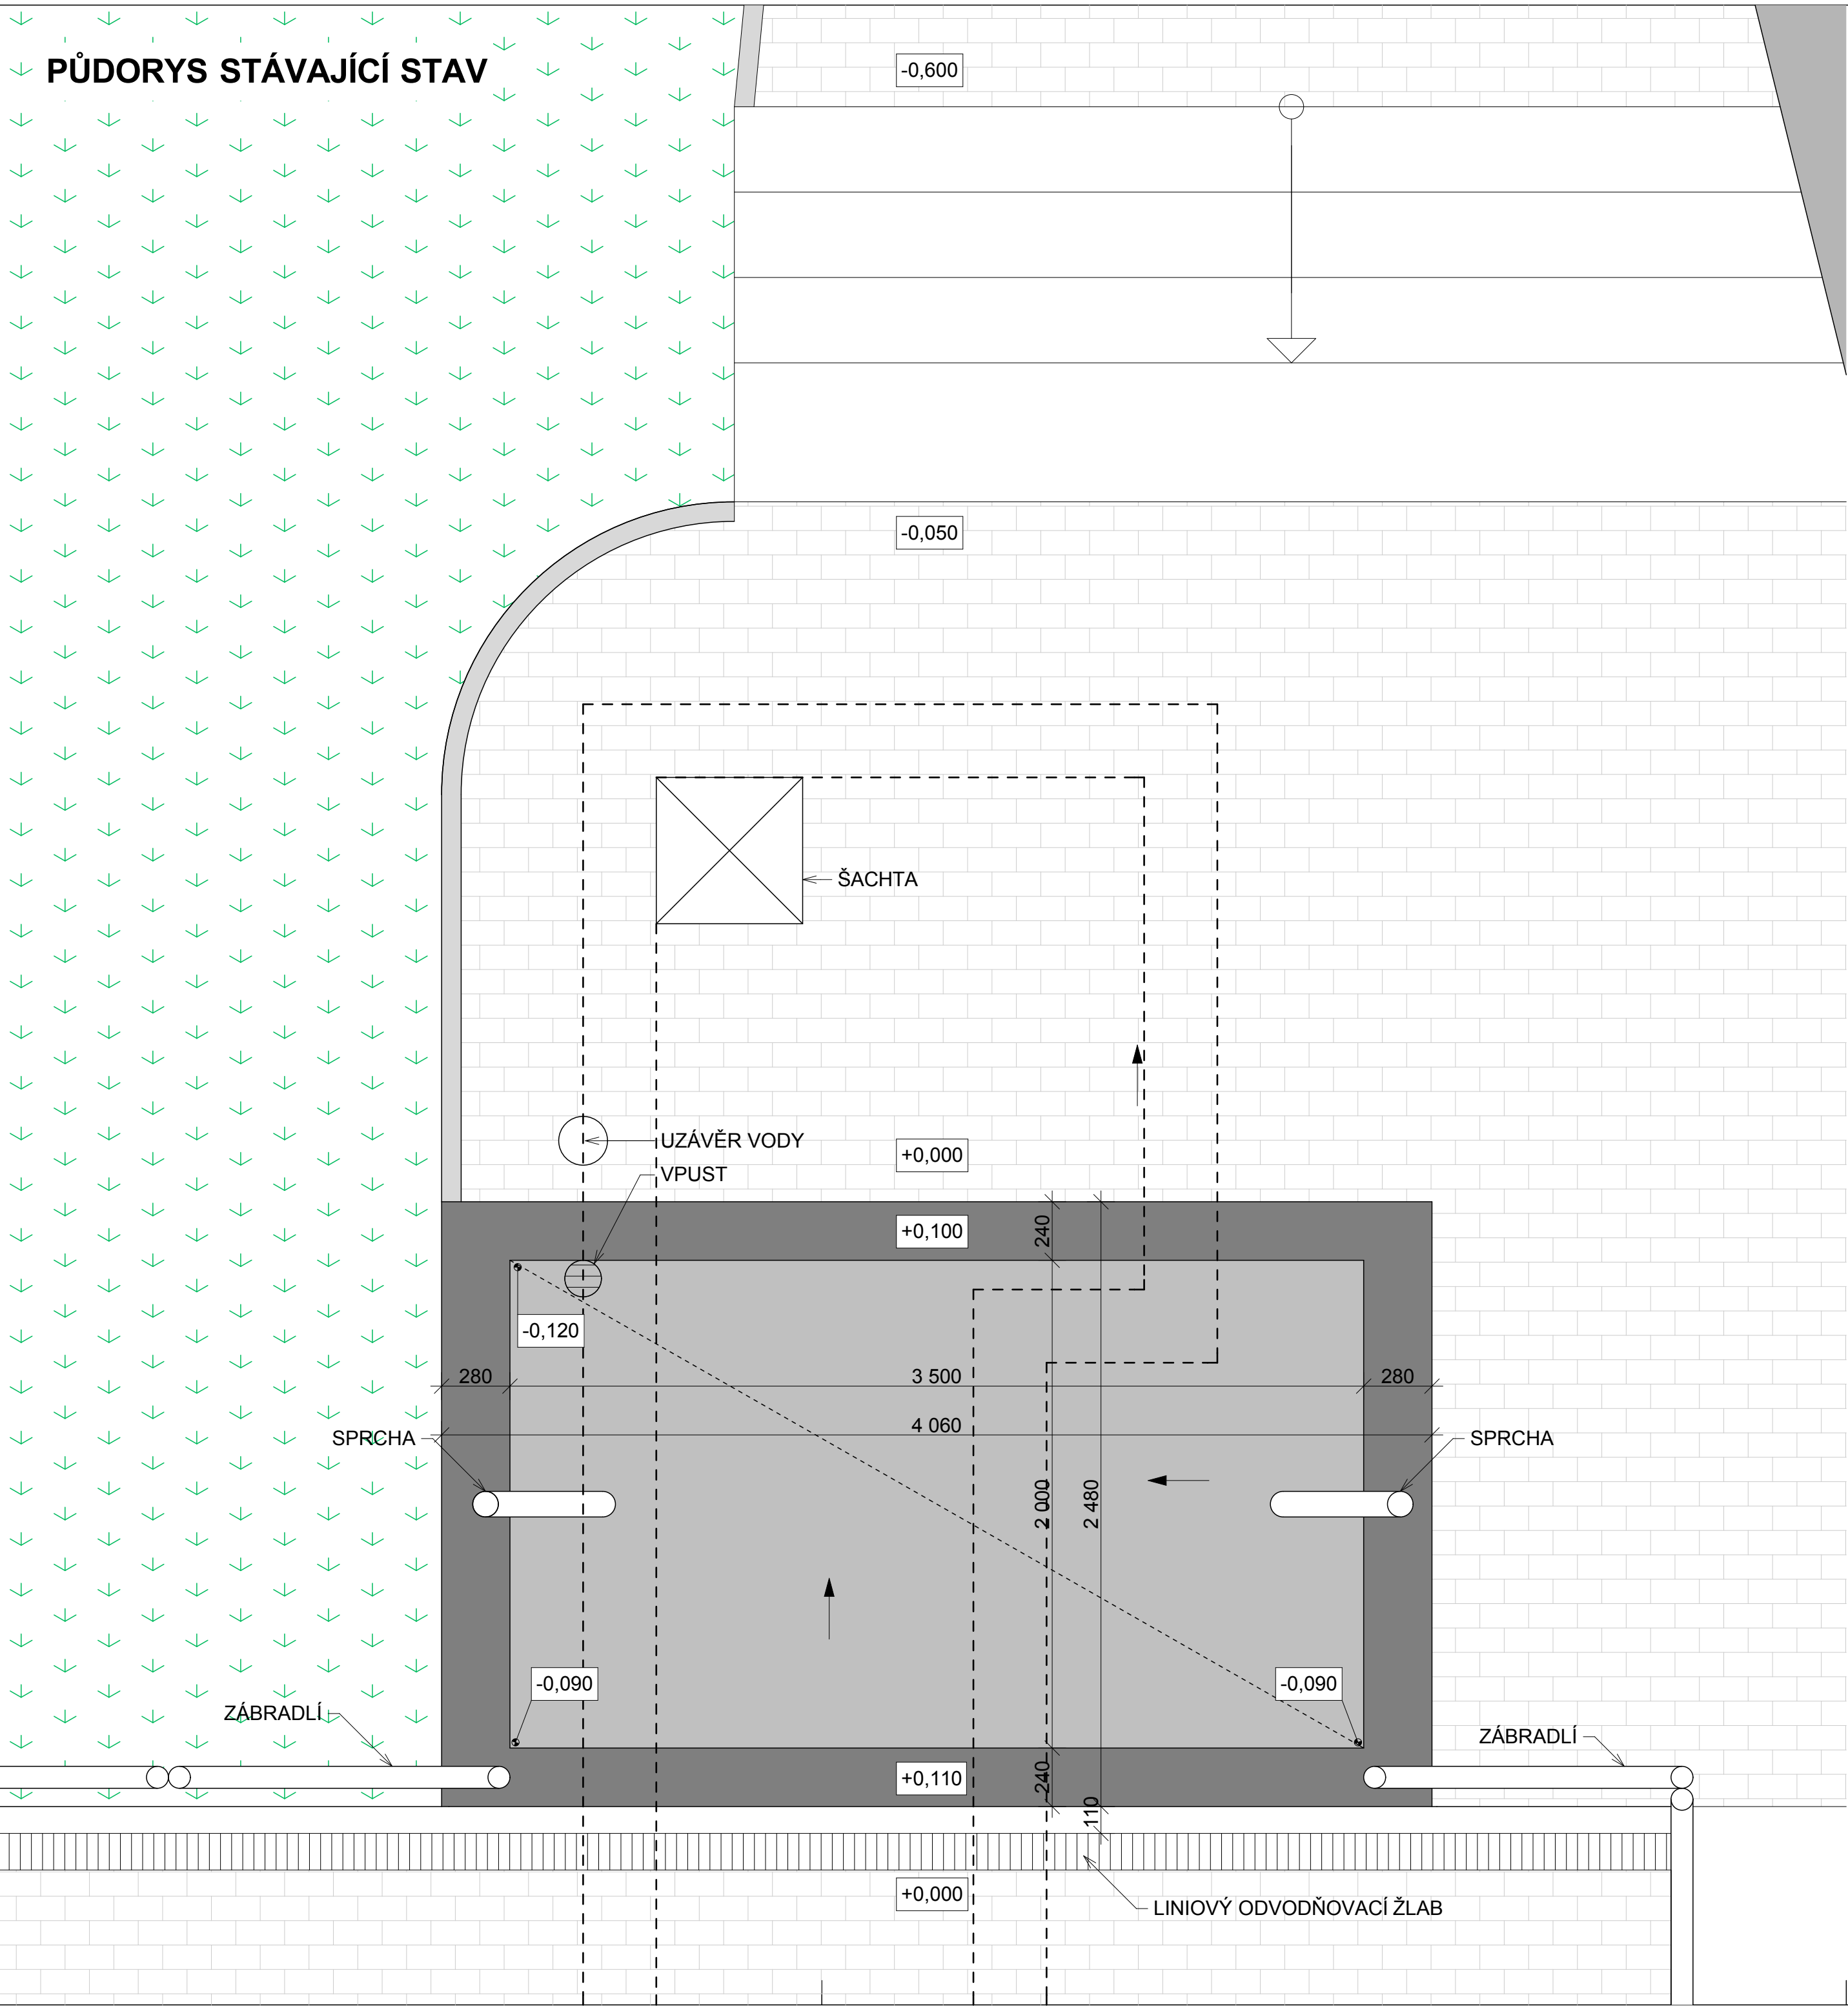 PŮDORYS STÁVAJÍCÍ STAV
-0,600
-0,050
ŠACHTA
UZÁVĚR VODY
+0,000
VPUST
+0,100
240
-0,120
280
3 500
280
4 060
SPRCHA
SPRCHA
2 000
2 480
-0,090
-0,090
ZÁBRADLÍ
ZÁBRADLÍ
+0,110
240
110
+0,000
LINIOVÝ ODVODŇOVACÍ ŽLAB